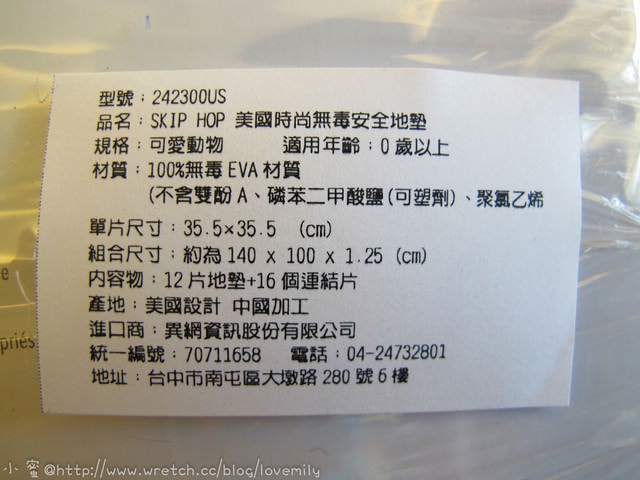 型號：242300US
品名：SKIP HOP 美國時尚無毒安全地墊
規格：可愛動物　　適用年齡：0 歲以上
材質：100%無毒 EVA 材質
(不含雙酚 A、磷苯二甲酸鹽(可塑劑)、聚氯乙烯
單片尺寸：35.5×35.5 (cm)
組合尺寸：約為 140 x 100 x 1.25 (cm)
內容物：12 片地墊+16 個連結片
產地：美國設計 中國加工
進口商：異網資訊股份有限公司
統一編號：70711658　電話：04-24732801
地址：台中市南屯區大墩路 280 號 6 樓
e
priés
小蜜@http://www.wretch.cc/blog/lovemily